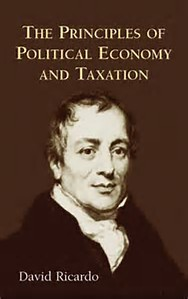 THE PRINCIPLES OF
POLITICAL ECONOMY
AND TAXATION
David Ricardo